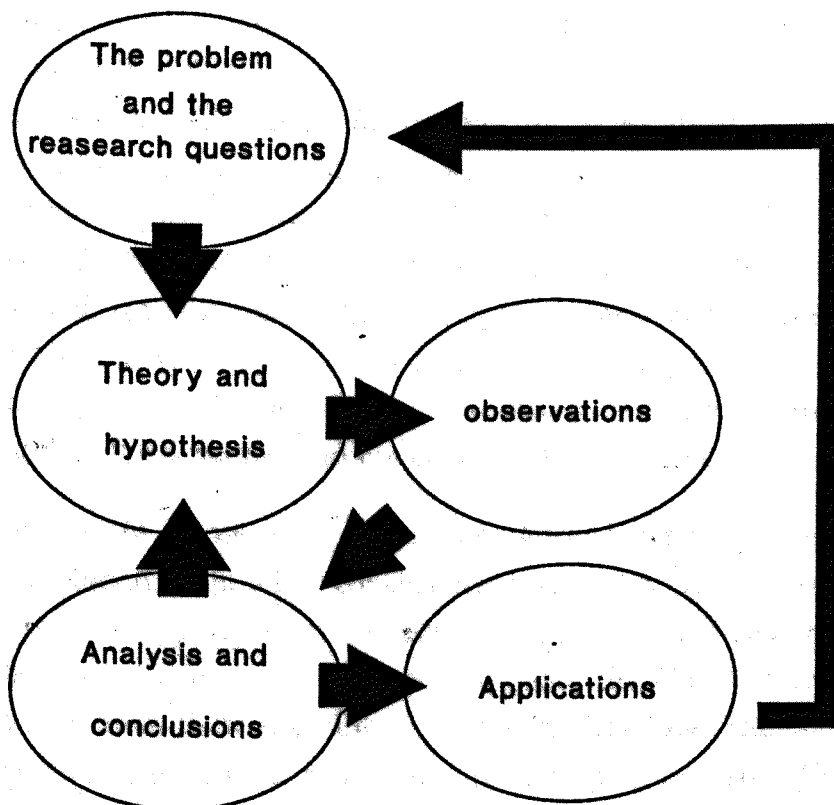 The problem
and the
reasearch questions
Theory and
hypothesis
observations
Analysis and
conclusions
Applications